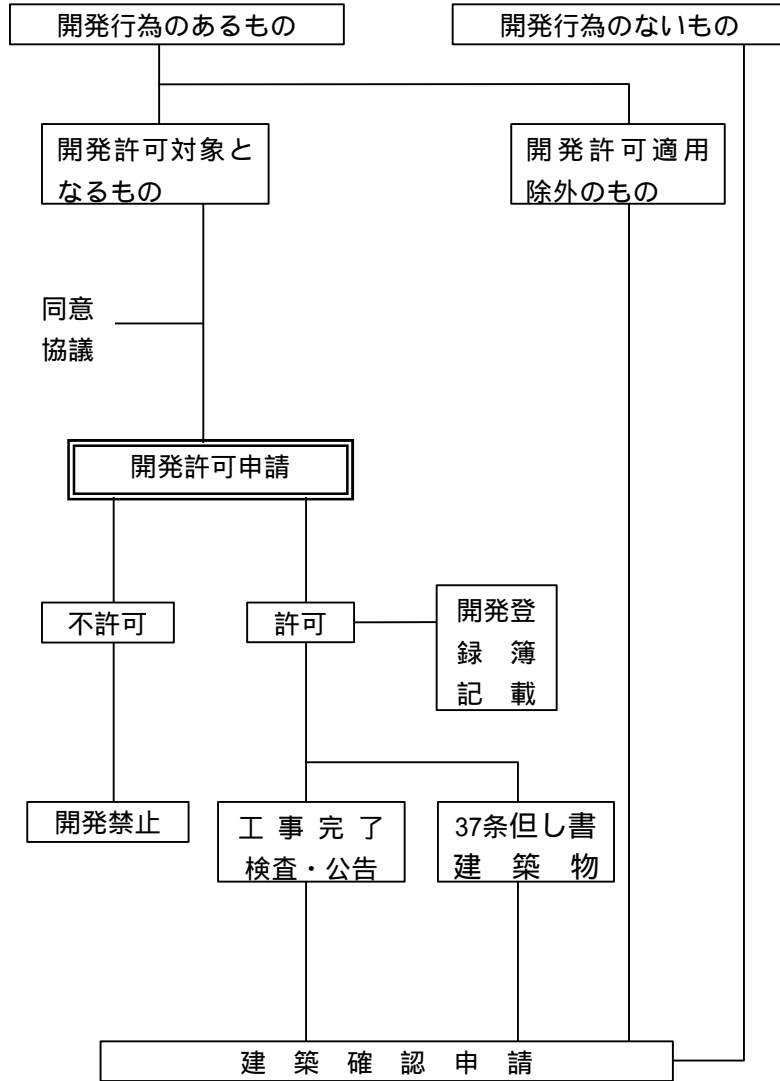 開発行為のあるもの
開発行為のないもの
開発許可対象と
なるもの
開発許可適用
除外のもの
同意
協議
開発許可申請
不許可
許可
開発登
録簿
記載
開発禁止
工事完了
検査・公告
37条但し書
建築物
建築確認申請